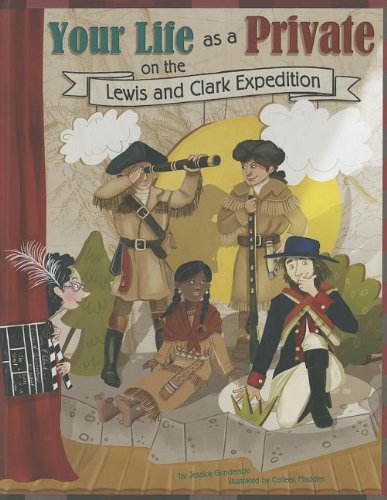 Your Life as a Private
on the
Lewis and Clark Expedition
by Jessica Gunderson
illustrated by Colleen Madden